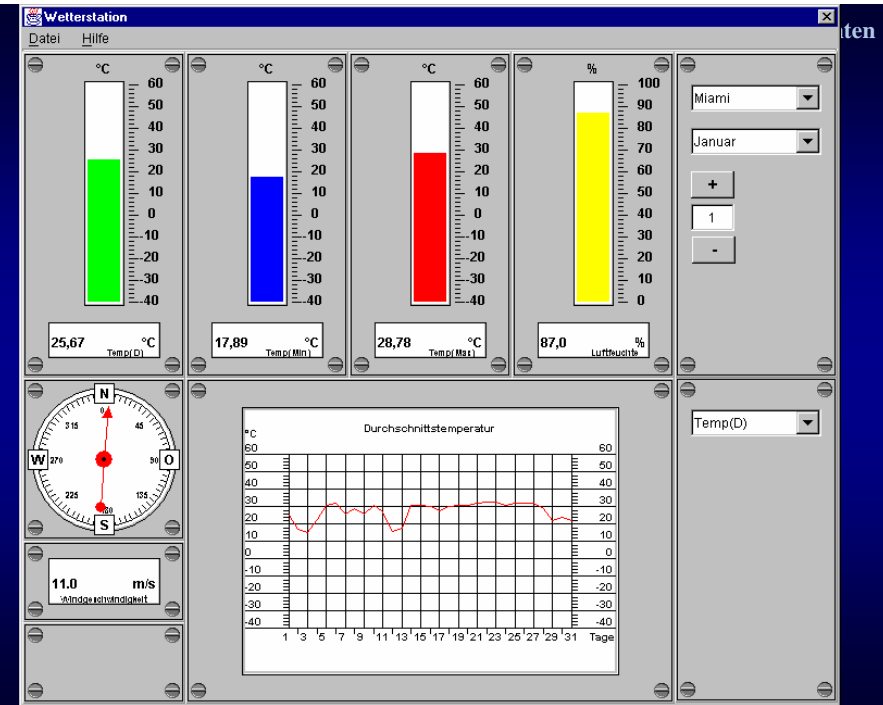 Wetterstation
ten
Datei Hilfe
°C
60
50
40
30
20
10
0
-10
-20
-30
-40
25,67 °C
Temp(D)
°C
60
50
40
30
20
10
0
-10
-20
-30
-40
17,89 °C
Temp(Min)
°C
60
50
40
30
20
10
0
-10
-20
-30
-40
28,78 °C
Temp(Max)
%
100
90
80
70
60
50
40
30
20
10
0
87,0 %
Luftfeuchte
Miami
Januar
+
1
-
N
0
315 45
W 270 90 O
225 135
180
S
11.0 m/s
Windgeschwindigkeit
Durchschnittstemperatur
°C
60 60
50 50
40 40
30 30
20 20
10 10
0 0
-10 -10
-20 -20
-30 -30
-40 -40
1 3 5 7 9 11 13 15 17 19 21 23 25 27 29 31 Tage
Temp(D)